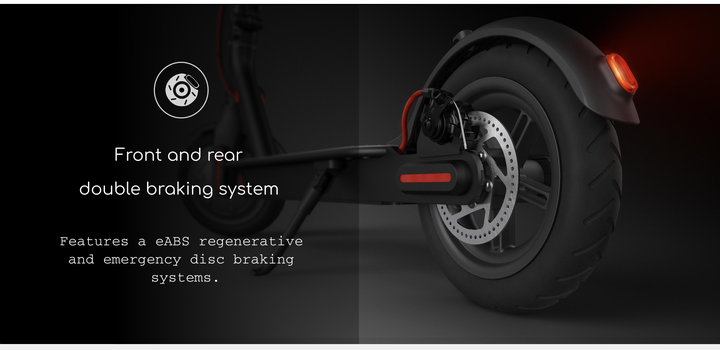 Front and rear
double braking system
Features a eABS regenerative
and emergency disc braking
systems.